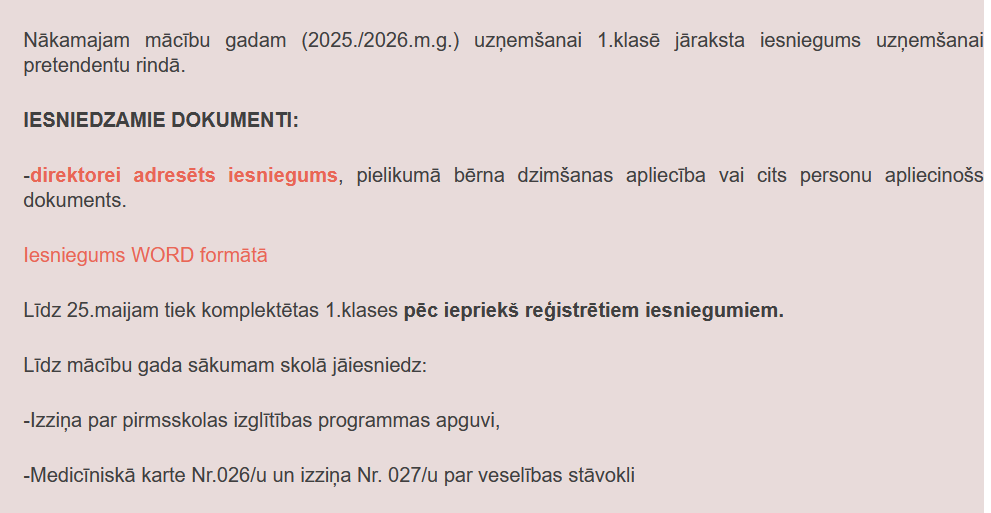 Nākamajam mācību gadam (2025./2026.m.g.) uzņemšanai 1.klasē jāraksta iesniegums uzņemšanai
pretendentu rindā.
IESNIEDZAMIE DOKUMENTI:
-direktorei adresēts iesniegums, pielikumā bērna dzimšanas apliecība vai cits personu apliecinošs
dokuments.
Iesniegums WORD formātā
Līdz 25.maijam tiek komplektētas 1.klases pēc iepriekš reģistrētiem iesniegumiem.
Līdz mācību gada sākumam skolā jāiesniedz:
-Izziņa par pirmsskolas izglītības programmas apguvi,
-Medicīniskā karte Nr.026/u un izziņa Nr. 027/u par veselības stāvokli